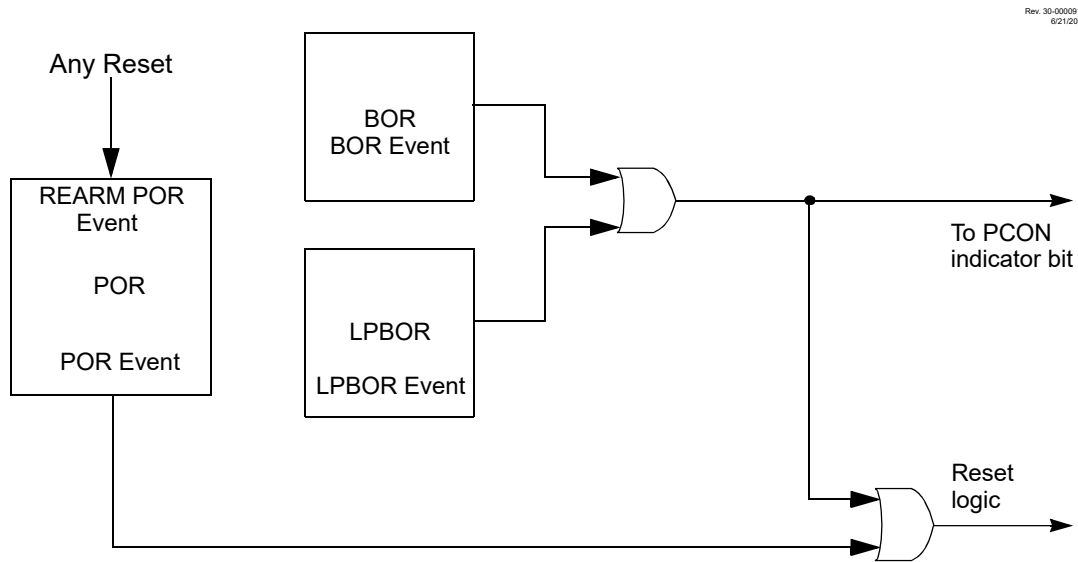 Rev. 30-00009
6/21/20
Any Reset
REARM POR
Event
POR
POR Event
BOR
BOR Event
LPBOR
LPBOR Event
To PCON
indicator bit
Reset
logic